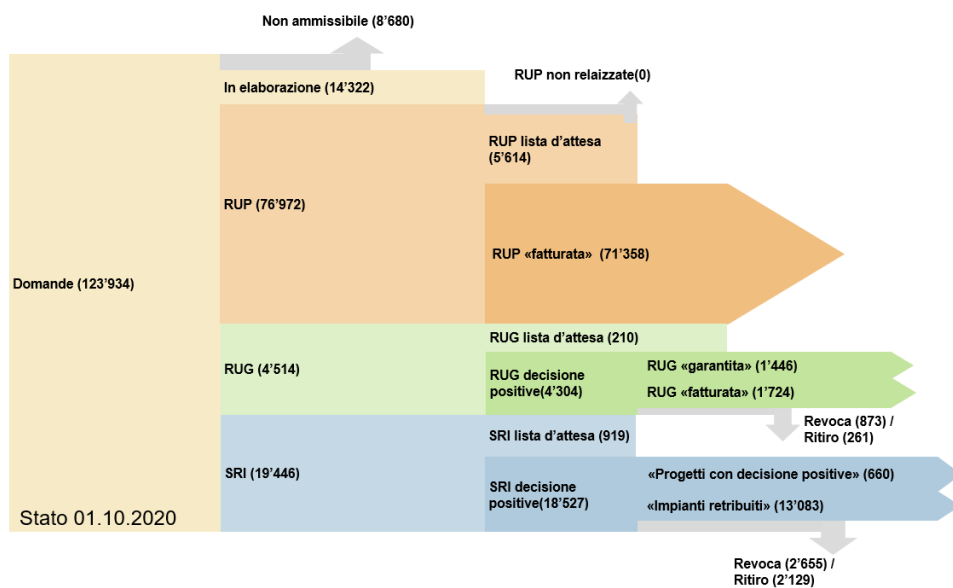 Non ammissibile (8’680)
In elaborazione (14’322)
RUP non relaizzate(0)
RUP lista d’attesa
(5’614)
RUP (76’972)
RUP «fatturata» (71’358)
Domande (123’934)
RUG lista d’attesa (210)
RUG (4’514)
RUG decisione
positive(4’304)
RUG «garantita» (1’446)
RUG «fatturata» (1’724)
Revoca (873) /
Ritiro (261)
SRI lista d’attesa (919)
SRI (19’446)
SRI decisione
positive(18’527)
«Progetti con decisione positive» (660)
«Impianti retribuiti» (13’083)
Stato 01.10.2020
Revoca (2’655) /
Ritiro (2’129)